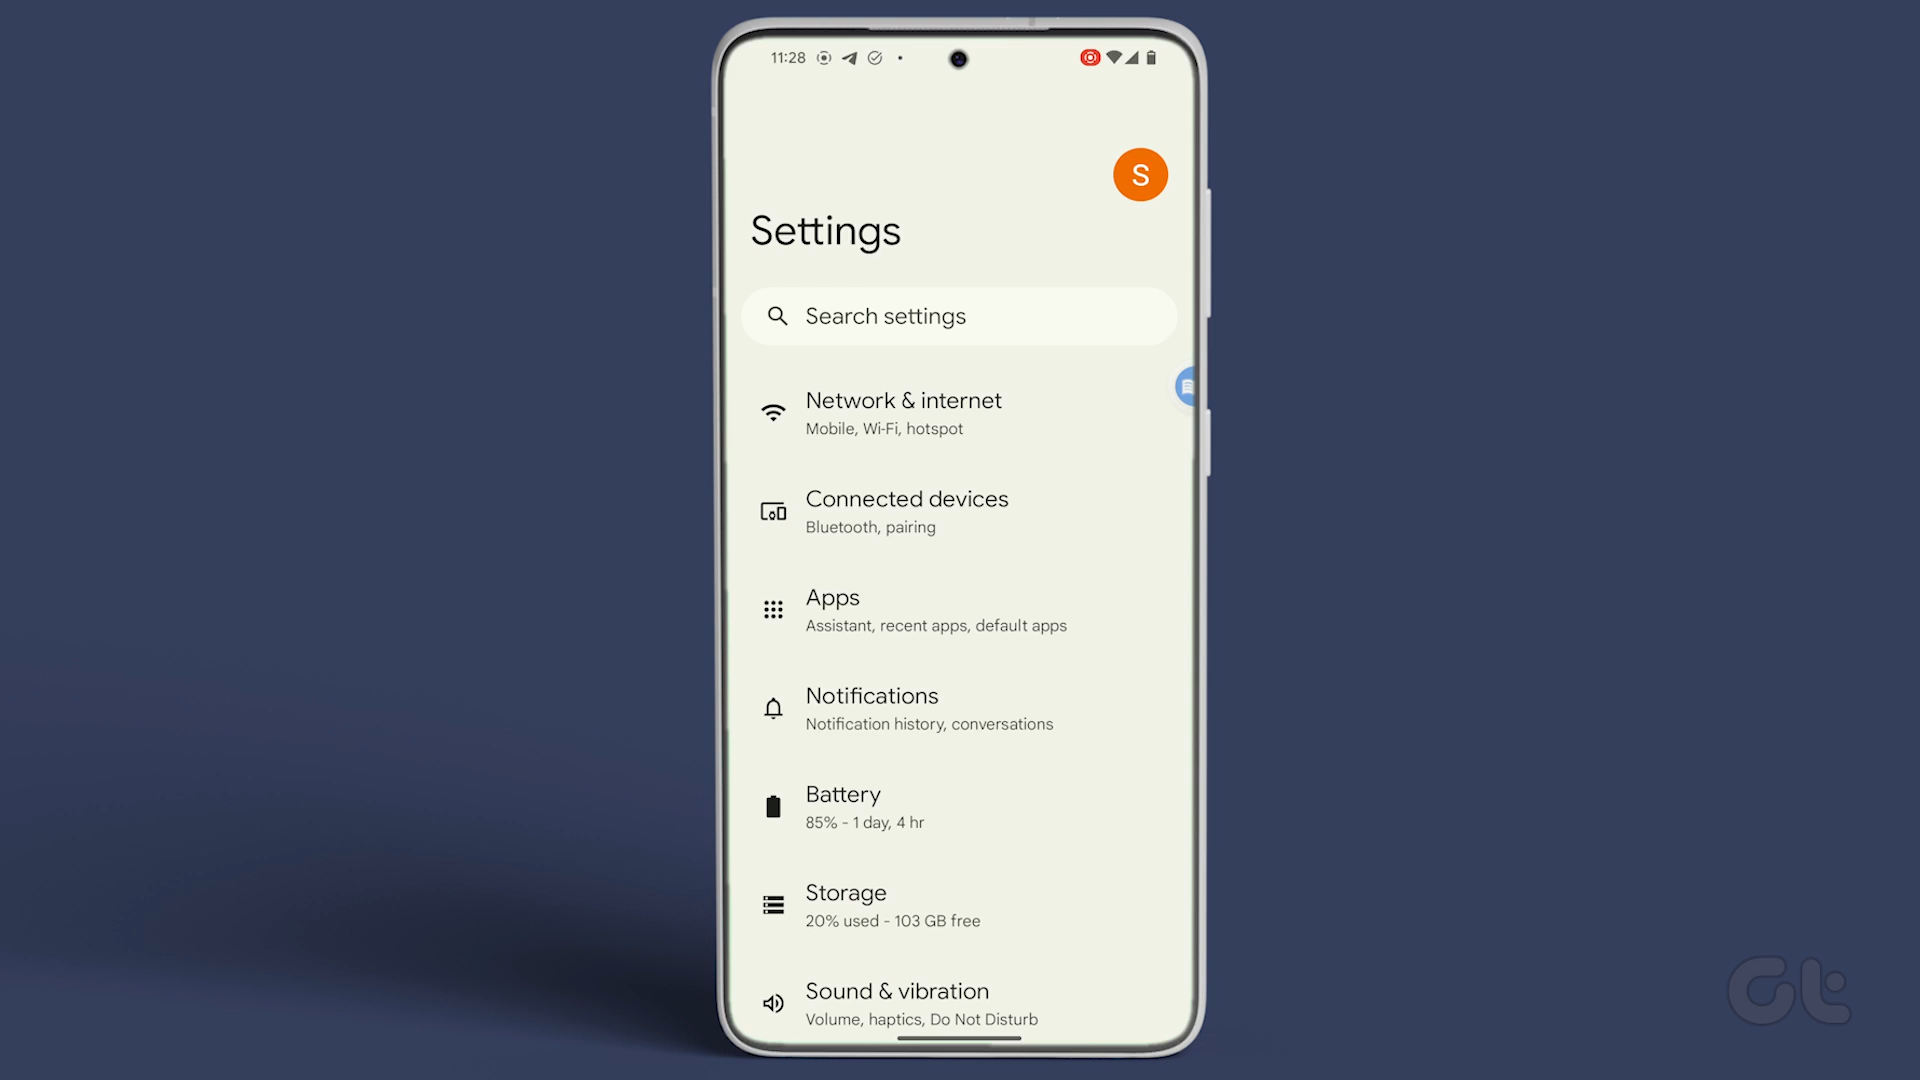 11:28
S
Settings
Search settings
Network & internet
Mobile, Wi-Fi, hotspot
Connected devices
Bluetooth, pairing
Apps
Assistant, recent apps, default apps
Notifications
Notification history, conversations
Battery
85% - 1 day, 4 hr
Storage
20% used - 103 GB free
Sound & vibration
Volume, haptics, Do Not Disturb
Gt